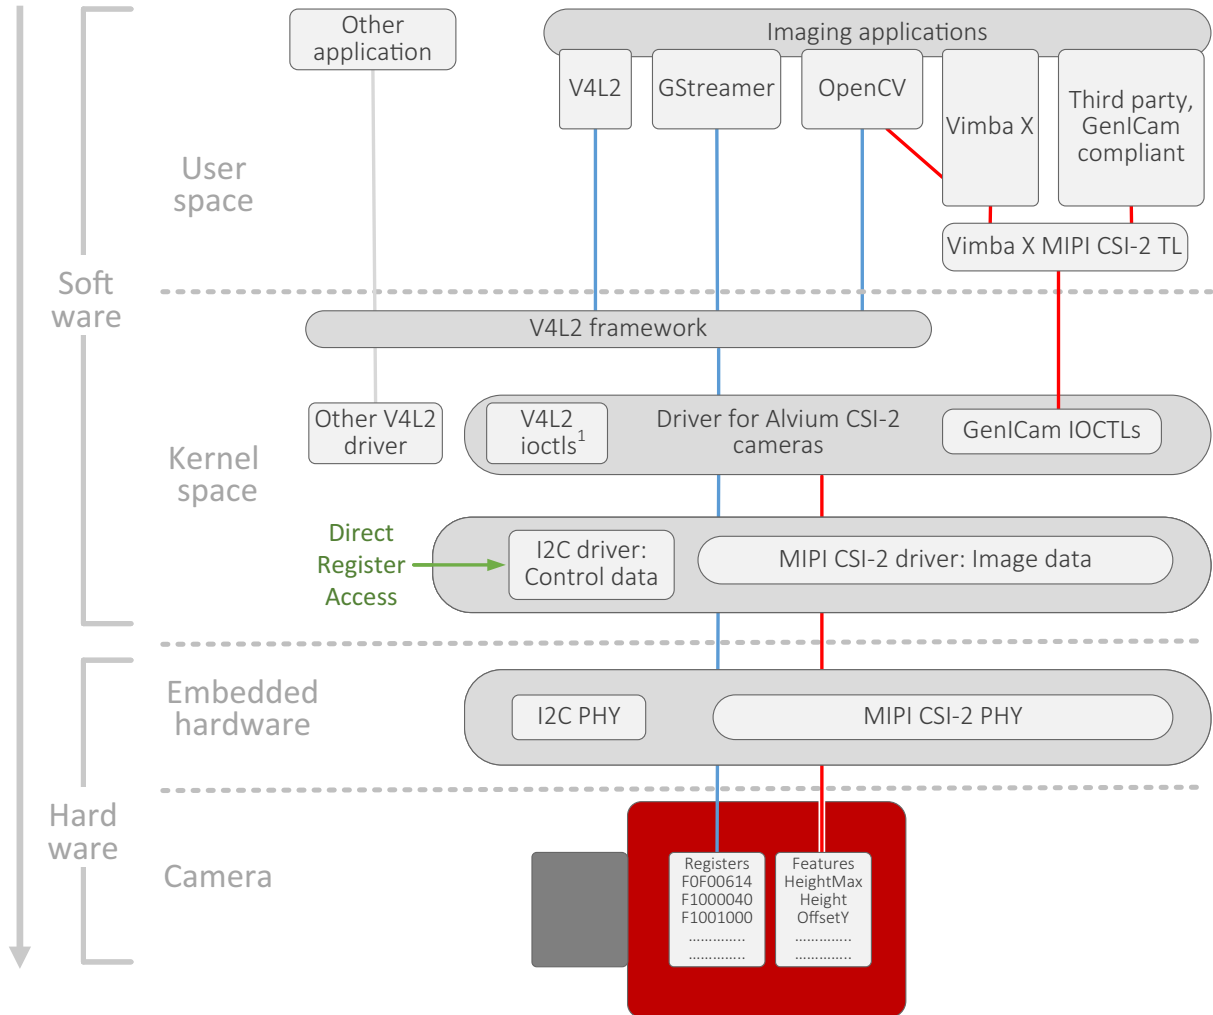 Other
application
Imaging applications
V4L2
GStreamer
OpenCV
Vimba X
Third party,
GenICam
compliant
User
space
Vimba X MIPI CSI-2 TL
Soft
ware
V4L2 framework
Other V4L2
driver
V4L2
ioctls¹
Driver for Alvium CSI-2
cameras
GenICam IOCTLs
Kernel
space
Direct
Register
Access
I2C driver:
Control data
MIPI CSI-2 driver: Image data
Embedded
hardware
I2C PHY
MIPI CSI-2 PHY
Hard
ware
Camera
Registers
F0F00614
F1000040
F1001000
..............
..............
Features
HeightMax
Height
OffsetY
..............
..............